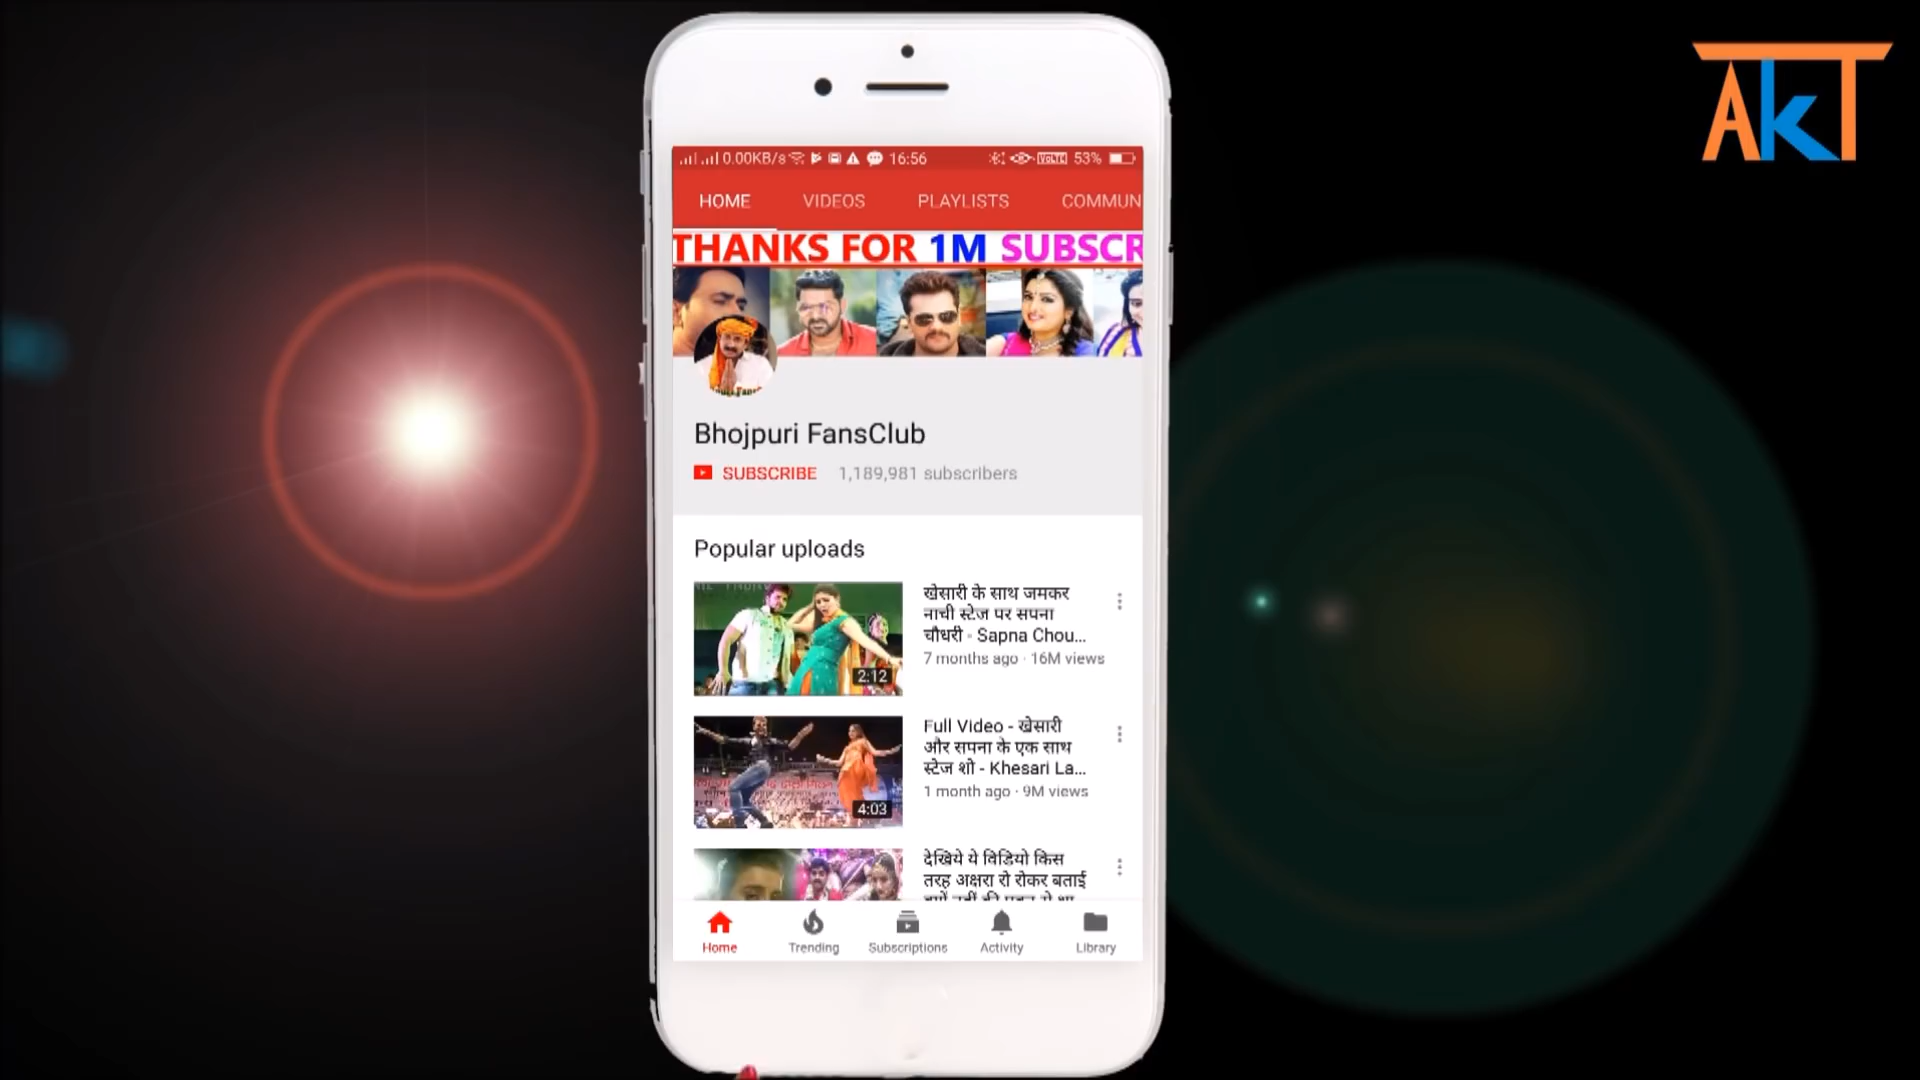 AKT
0.00KB/s 16:56 VoLTE 53%
HOME VIDEOS PLAYLISTS COMMUN
THANKS FOR 1M SUBSCR
Bhojpuri FansClub
SUBSCRIBE 1,189,981 subscribers
Popular uploads
खेसारी के साथ जमकर
नाची स्टेज पर सपना
चौधरी - Sapna Chou...
7 months ago · 16M views
2:12
Full Video - खेसारी
और सपना के एक साथ
स्टेज शो - Khesari La...
1 month ago · 9M views
4:03
देखिये ये विडियो किस
तरह अक्षरा रो रोकर बताई
Home Trending Subscriptions Activity Library